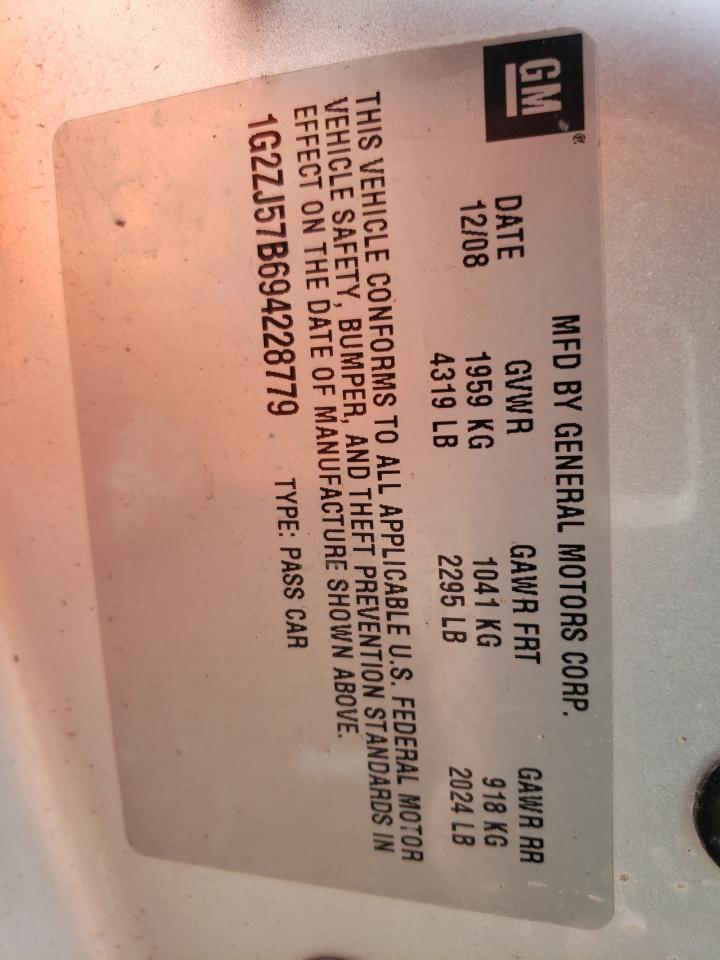 GM®
MFD BY GENERAL MOTORS CORP.
DATE GVWR GAWR FRT GAWR RR
12/08 1959 KG 1041 KG 918 KG
4319 LB 2295 LB 2024 LB
THIS VEHICLE CONFORMS TO ALL APPLICABLE U.S. FEDERAL MOTOR
VEHICLE SAFETY, BUMPER, AND THEFT PREVENTION STANDARDS IN
EFFECT ON THE DATE OF MANUFACTURE SHOWN ABOVE.
1G2ZJ57B694228779 TYPE: PASS CAR